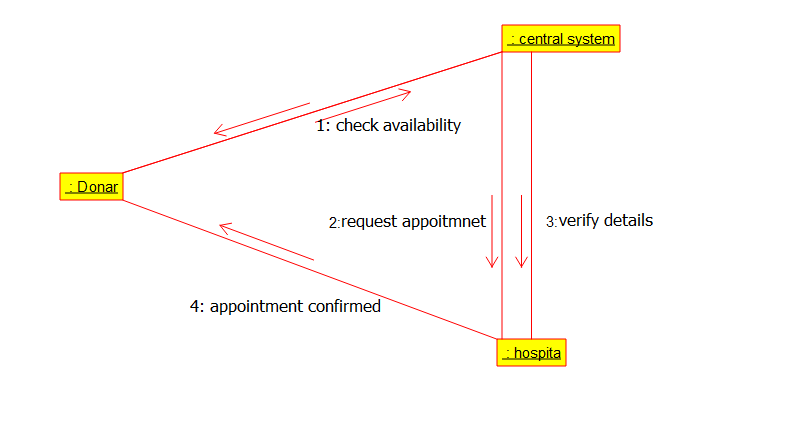 : central system
1: check availability
: Donar
2:request appoitmnet
3:verify details
4: appointment confirmed
: hospita